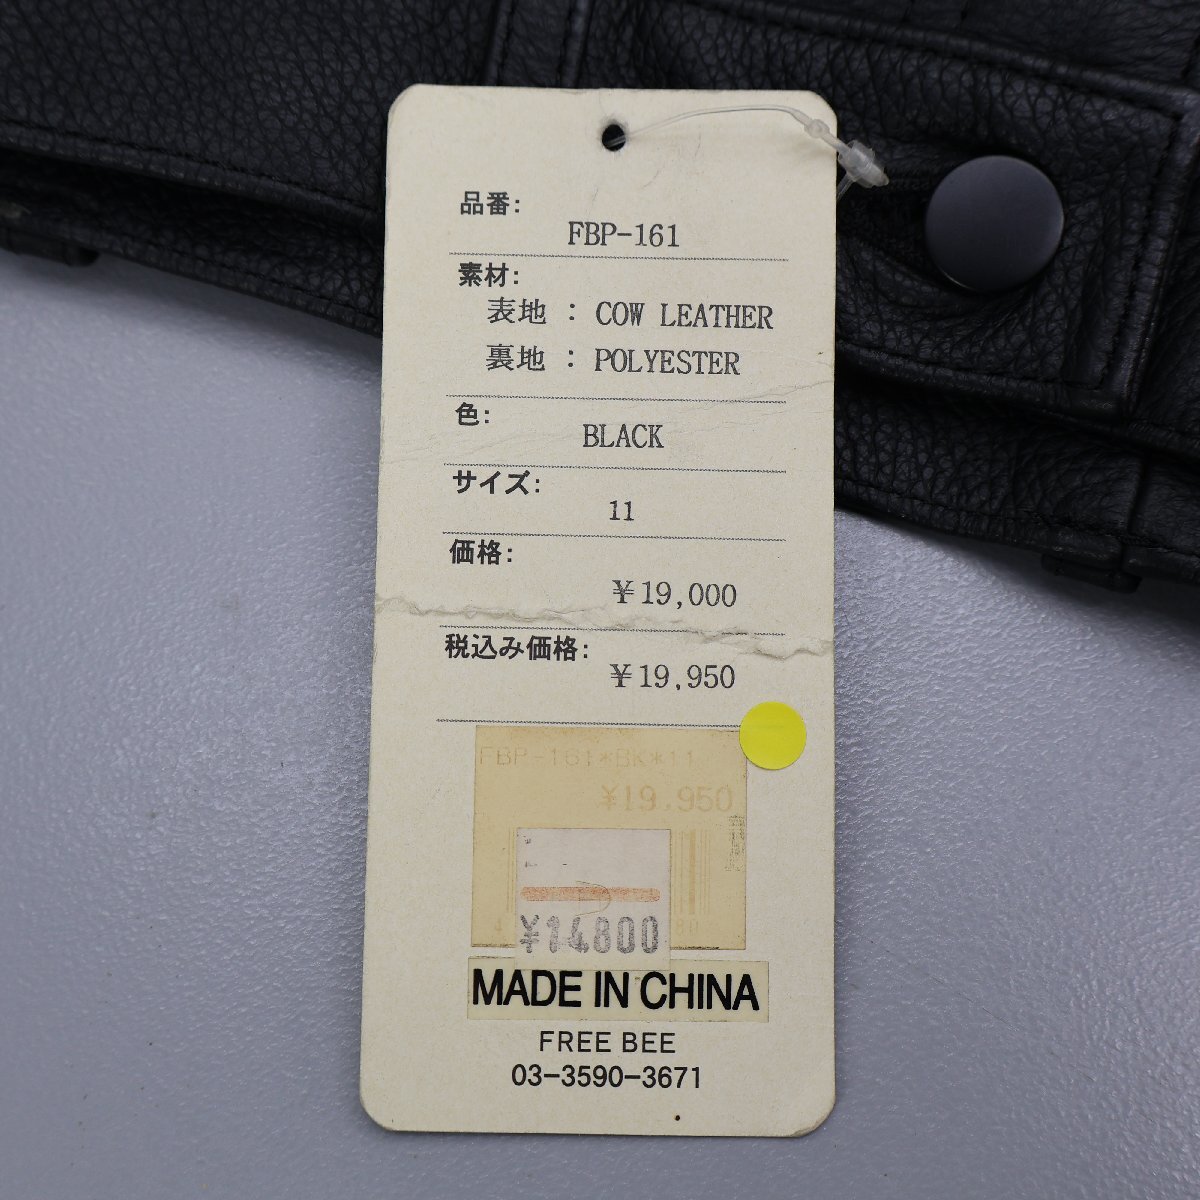 品番:
FBP-161
素材:
表地 : COW LEATHER
裏地 : POLYESTER
色:
BLACK
サイズ:
11
価格:
¥19,000
税込み価格:
¥19,950
FBP-161*BK*11
¥19,950
¥14800
MADE IN CHINA
FREE BEE
03-3590-3671